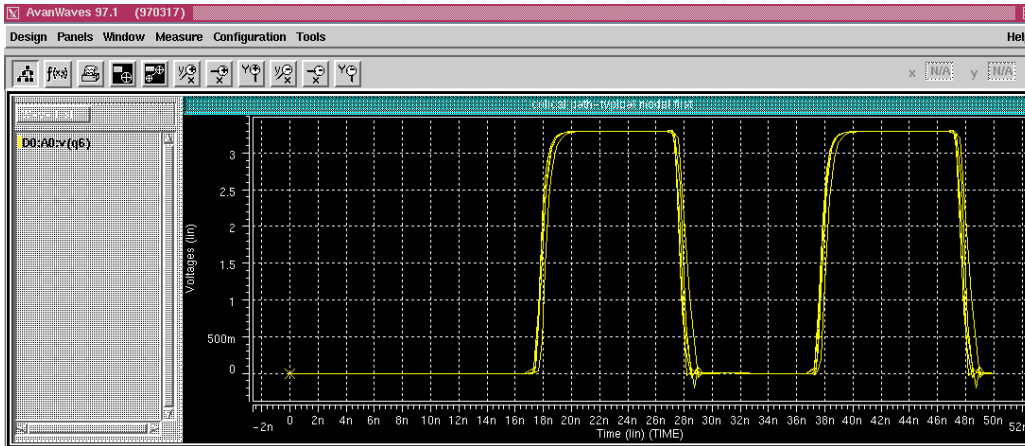 AvanWaves 97.1 (970317)
Design Panels Window Measure Configuration Tools Hel
f(x) x N/A y N/A
critical path-typical model first
D0:A0:v(q6)
Voltages (lin)
3
2.5
2
1.5
1
500m
0
-2n 0 2n 4n 6n 8n 10n 12n 14n 16n 18n 20n 22n 24n 26n 28n 30n 32n 34n 36n 38n 40n 42n 44n 46n 48n 50n 52n
Time (lin) (TIME)